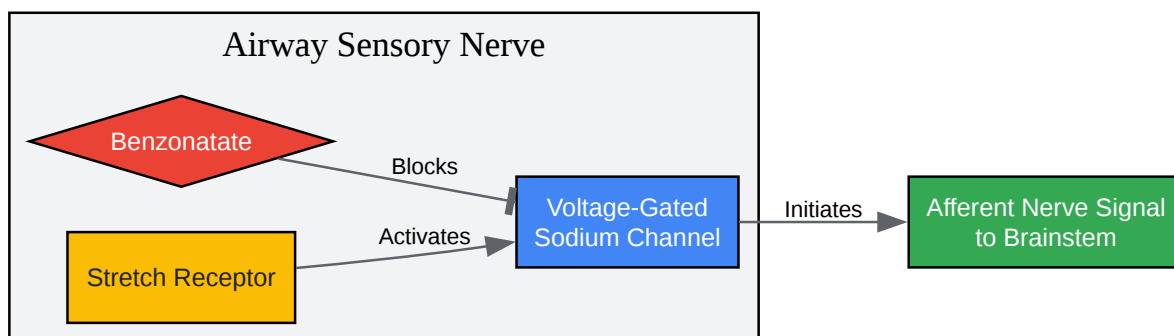 Airway Sensory Nerve
Benzonatate
Blocks
Voltage-Gated
Sodium Channel
Activates
Stretch Receptor
Initiates
Afferent Nerve Signal
to Brainstem